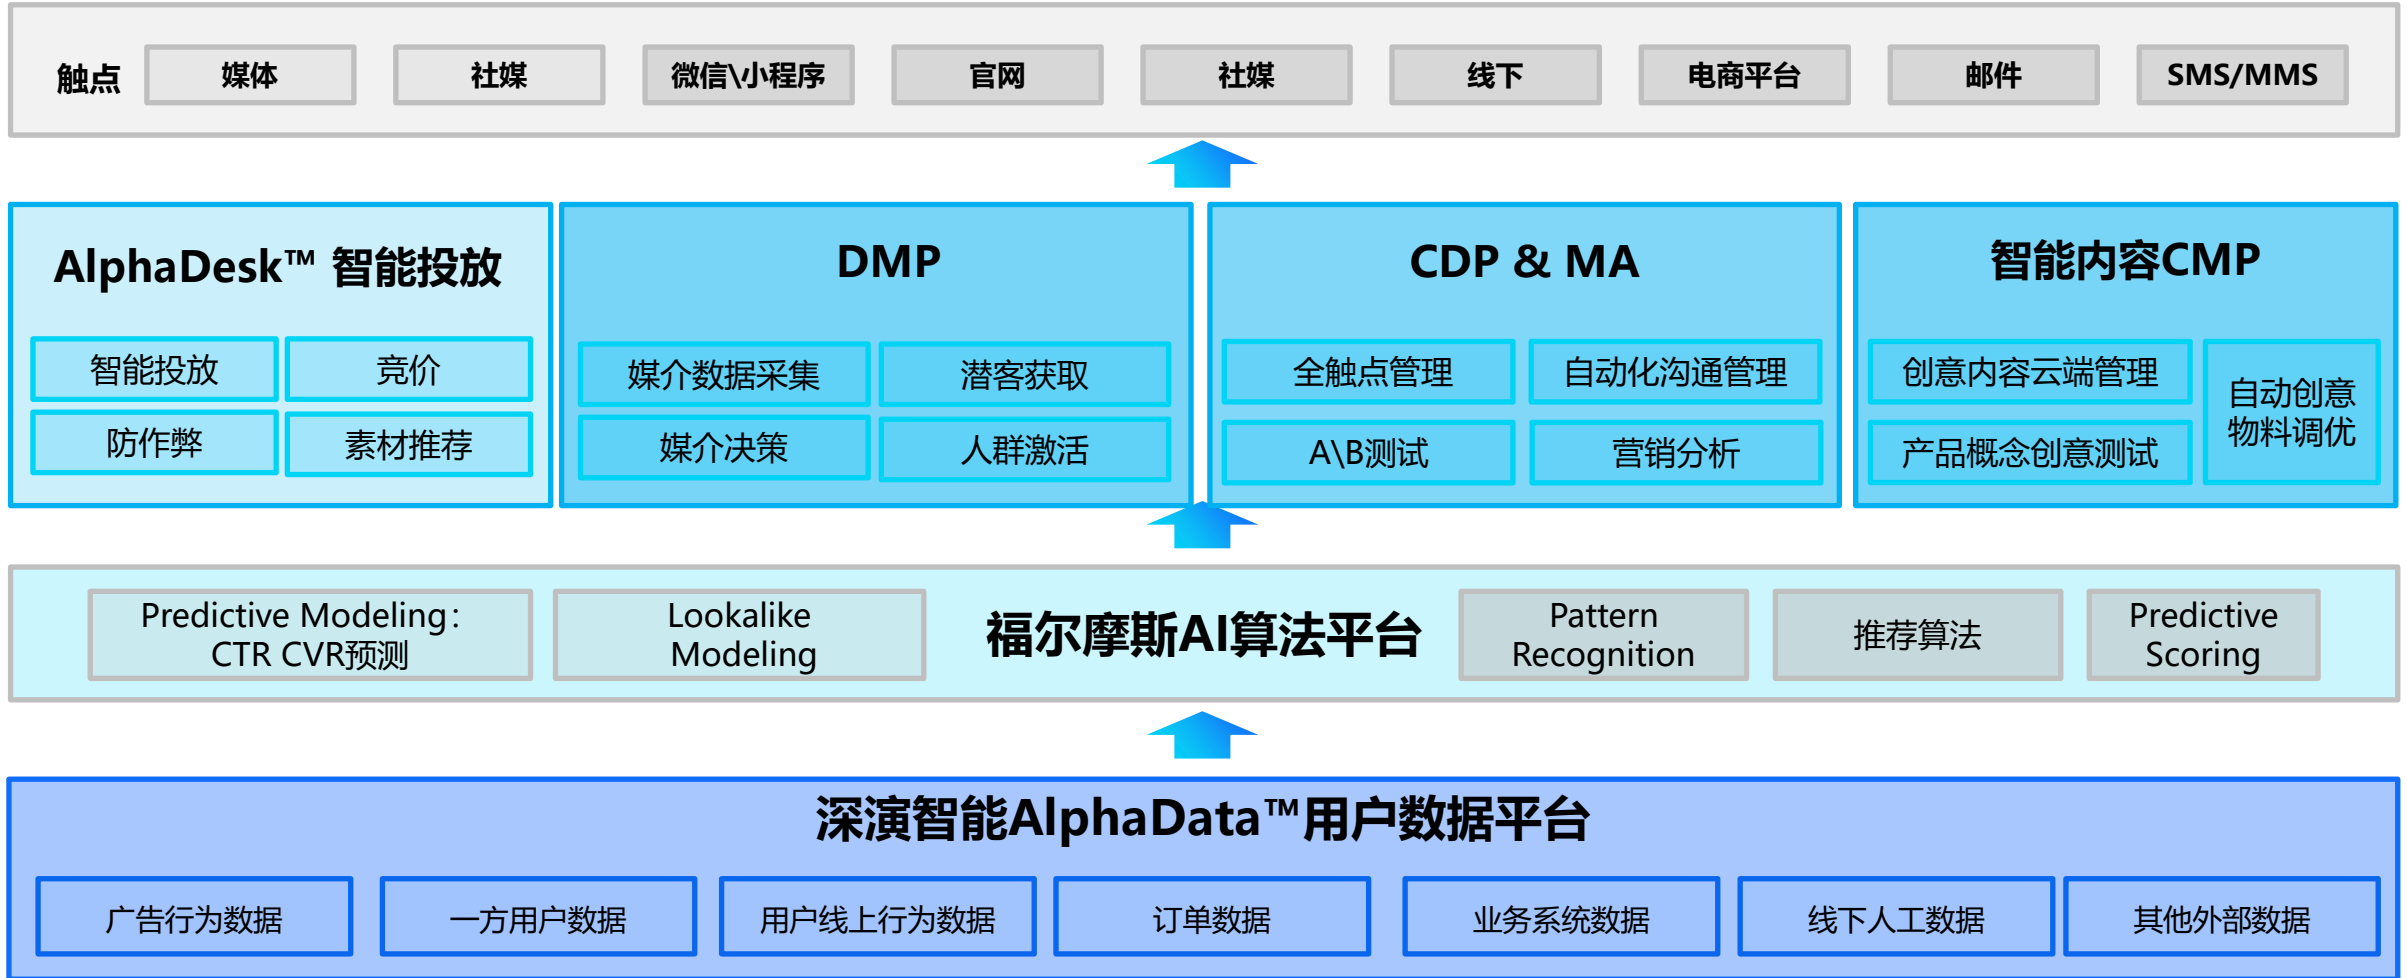 触点
媒体
社媒
微信\小程序
官网
社媒
线下
电商平台
邮件
SMS/MMS
AlphaDesk™ 智能投放
智能投放
竞价
防作弊
素材推荐
DMP
媒介数据采集
潜客获取
媒介决策
人群激活
CDP & MA
全触点管理
自动化沟通管理
A\B测试
营销分析
智能内容CMP
创意内容云端管理
产品概念创意测试
自动创意
物料调优
Predictive Modeling：
CTR CVR预测
Lookalike
Modeling
福尔摩斯AI算法平台
Pattern
Recognition
推荐算法
Predictive
Scoring
深演智能AlphaData™用户数据平台
广告行为数据
一方用户数据
用户线上行为数据
订单数据
业务系统数据
线下人工数据
其他外部数据